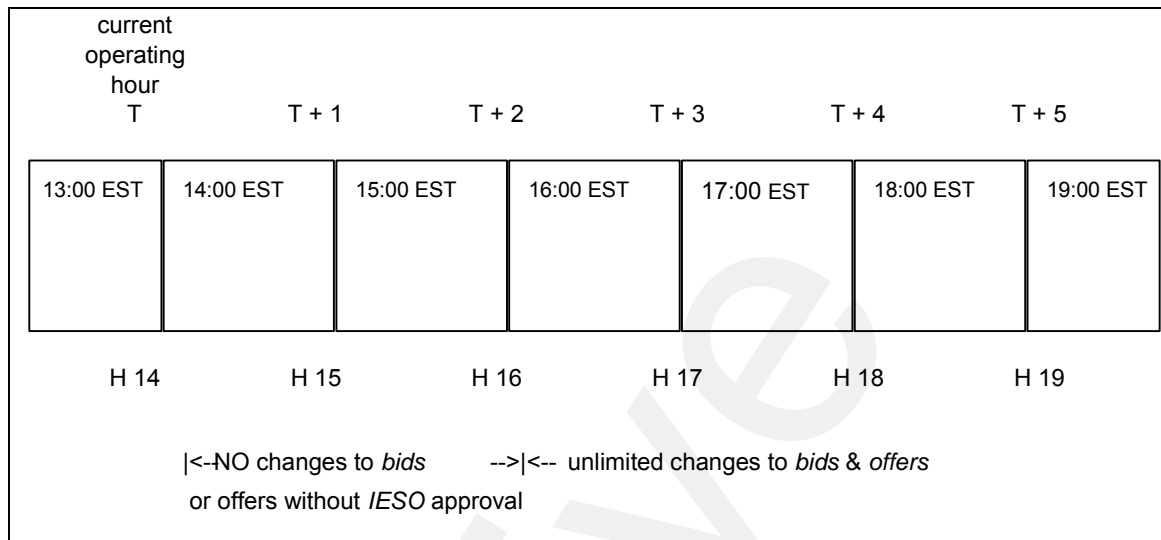 current
operating
hour
T T + 1 T + 2 T + 3 T + 4 T + 5
13:00 EST 14:00 EST 15:00 EST 16:00 EST 17:00 EST 18:00 EST 19:00 EST
H 14 H 15 H 16 H 17 H 18 H 19
|<--NO changes to bids -->|<-- unlimited changes to bids & offers
or offers without IESO approval